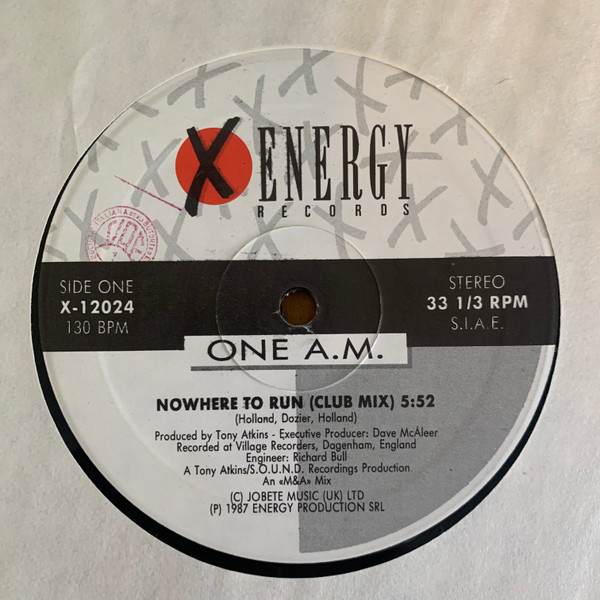 X ENERGY
RECORDS
SIDE ONE
X-12024
130 BPM
STEREO
33 1/3 RPM
S.I.A.E.
ONE A.M.
NOWHERE TO RUN (CLUB MIX) 5:52
(Holland, Dozier, Holland)
Produced by Tony Atkins - Executive Producer: Dave McAleer
Recorded at Village Recorders, Dagenham, England
Engineer: Richard Bull
A Tony Atkins/S.O.U.N.D. Recordings Production
An «M&A» Mix
(C) JOBETE MUSIC (UK) LTD
(P) 1987 ENERGY PRODUCTION SRL